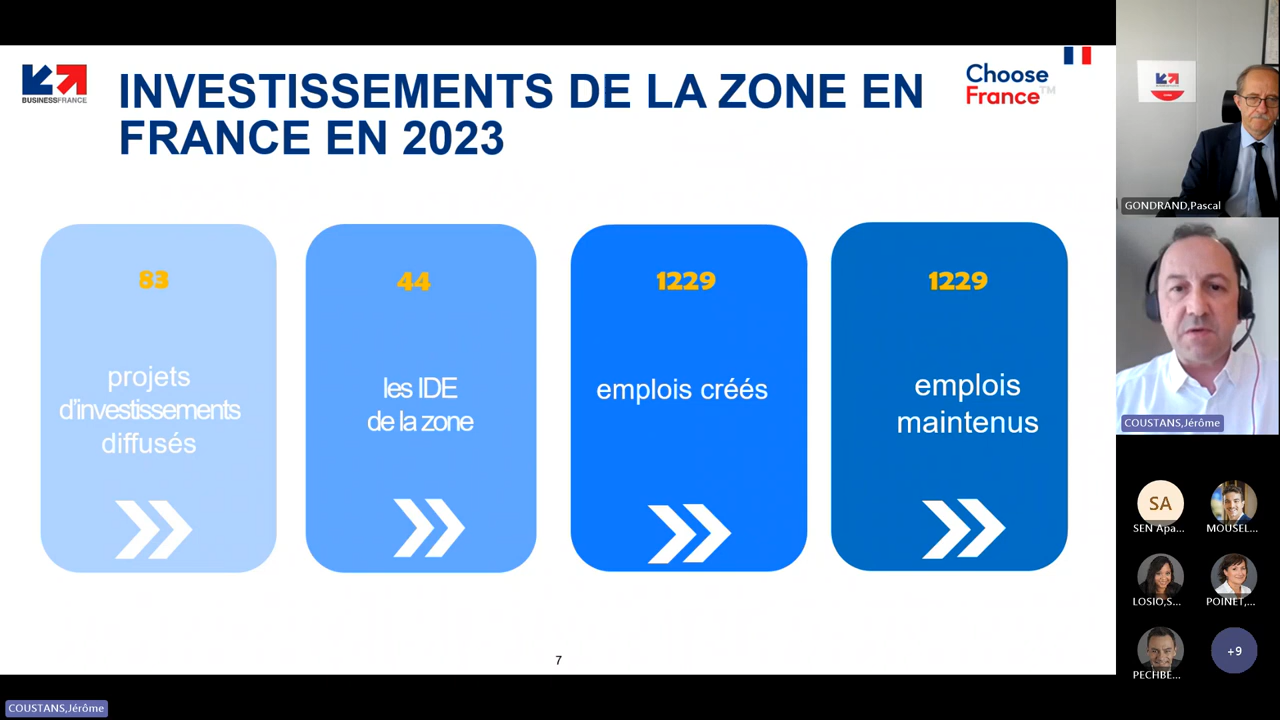 BUSINESSFRANCE
INVESTISSEMENTS DE LA ZONE EN
FRANCE EN 2023
Choose
France™
83
projets
d'investissements
diffusés
44
les IDE
de la zone
1229
emplois créés
1229
emplois
maintenus
7
COUSTANS,Jérôme
GONDRAND,Pascal
COUSTANS,Jérôme
SA
SEN Apa...
MOUSEL...
LOSIO,S...
POINET,...
PECHBE...
+9